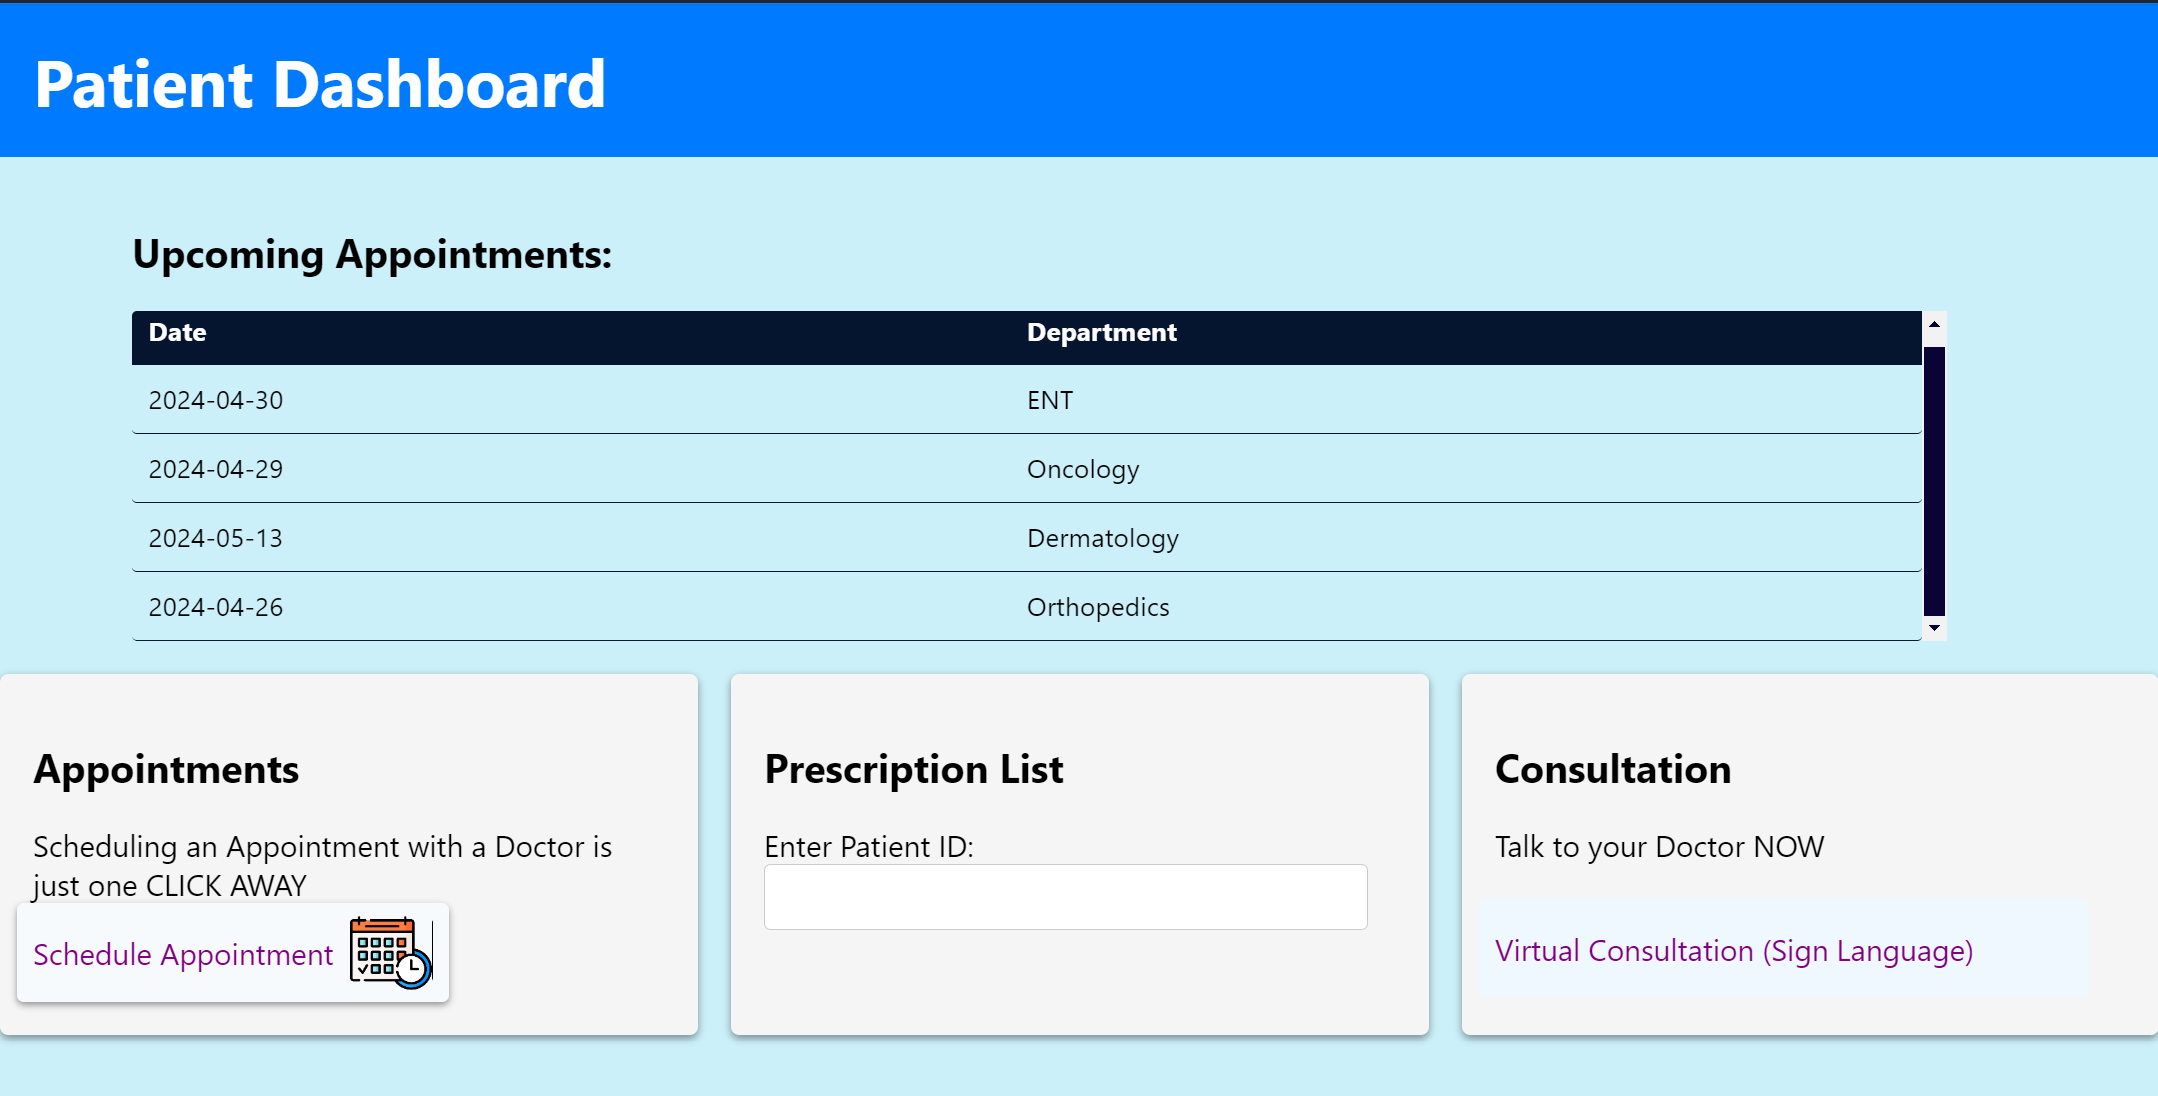 Patient Dashboard
Upcoming Appointments:
Date Department
2024-04-30 ENT
2024-04-29 Oncology
2024-05-13 Dermatology
2024-04-26 Orthopedics
Appointments
Scheduling an Appointment with a Doctor is
just one CLICK AWAY
Schedule Appointment
Prescription List
Enter Patient ID:
Consultation
Talk to your Doctor NOW
Virtual Consultation (Sign Language)